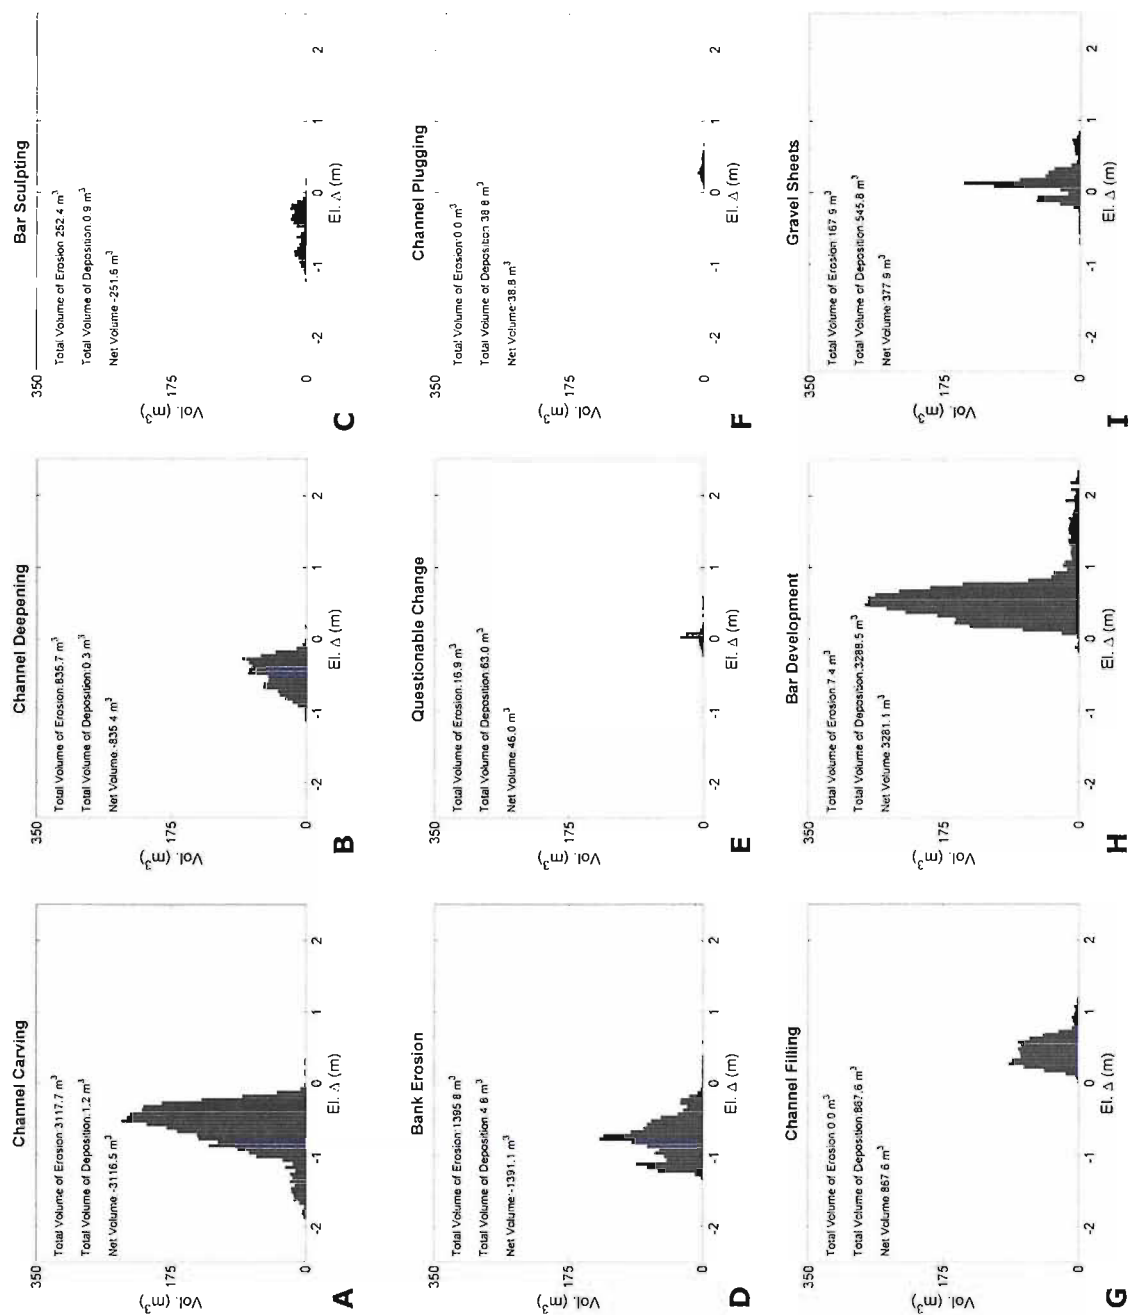 Channel Carving
350
175
0
Vol. (m³)
Total Volume of Erosion:3117.7 m³
Total Volume of Deposition:1.2 m³
Net Volume:-3116.5 m³
-2
-1
0
1
2
El. Δ (m)
A
Channel Deepening
350
175
0
Vol. (m³)
Total Volume of Erosion:835.7 m³
Total Volume of Deposition:0.3 m³
Net Volume:-835.4 m³
-2
-1
0
1
2
El. Δ (m)
B
Bar Sculpting
350
175
0
Vol. (m³)
Total Volume of Erosion:252.4 m³
Total Volume of Deposition:0.9 m³
Net Volume:-251.6 m³
-2
-1
0
1
2
El. Δ (m)
C
Bank Erosion
350
175
0
Vol. (m³)
Total Volume of Erosion:1395.8 m³
Total Volume of Deposition:4.8 m³
Net Volume:-1391.1 m³
-2
-1
0
1
2
El. Δ (m)
D
Questionable Change
350
175
0
Vol. (m³)
Total Volume of Erosion:16.9 m³
Total Volume of Deposition:63.0 m³
Net Volume:46.0 m³
-2
-1
0
1
2
El. Δ (m)
E
Channel Plugging
350
175
0
Vol. (m³)
Total Volume of Erosion:0.0 m³
Total Volume of Deposition:38.8 m³
Net Volume:38.8 m³
-2
-1
0
1
2
El. Δ (m)
F
Channel Filling
350
175
0
Vol. (m³)
Total Volume of Erosion:0.0 m³
Total Volume of Deposition:867.6 m³
Net Volume:867.6 m³
-2
-1
0
1
2
El. Δ (m)
G
Bar Development
350
175
0
Vol. (m³)
Total Volume of Erosion:7.4 m³
Total Volume of Deposition:3288.5 m³
Net Volume:3281.1 m³
-2
-1
0
1
2
El. Δ (m)
H
Gravel Sheets
350
175
0
Vol. (m³)
Total Volume of Erosion:167.9 m³
Total Volume of Deposition:545.8 m³
Net Volume:377.9 m³
-2
-1
0
1
2
El. Δ (m)
I